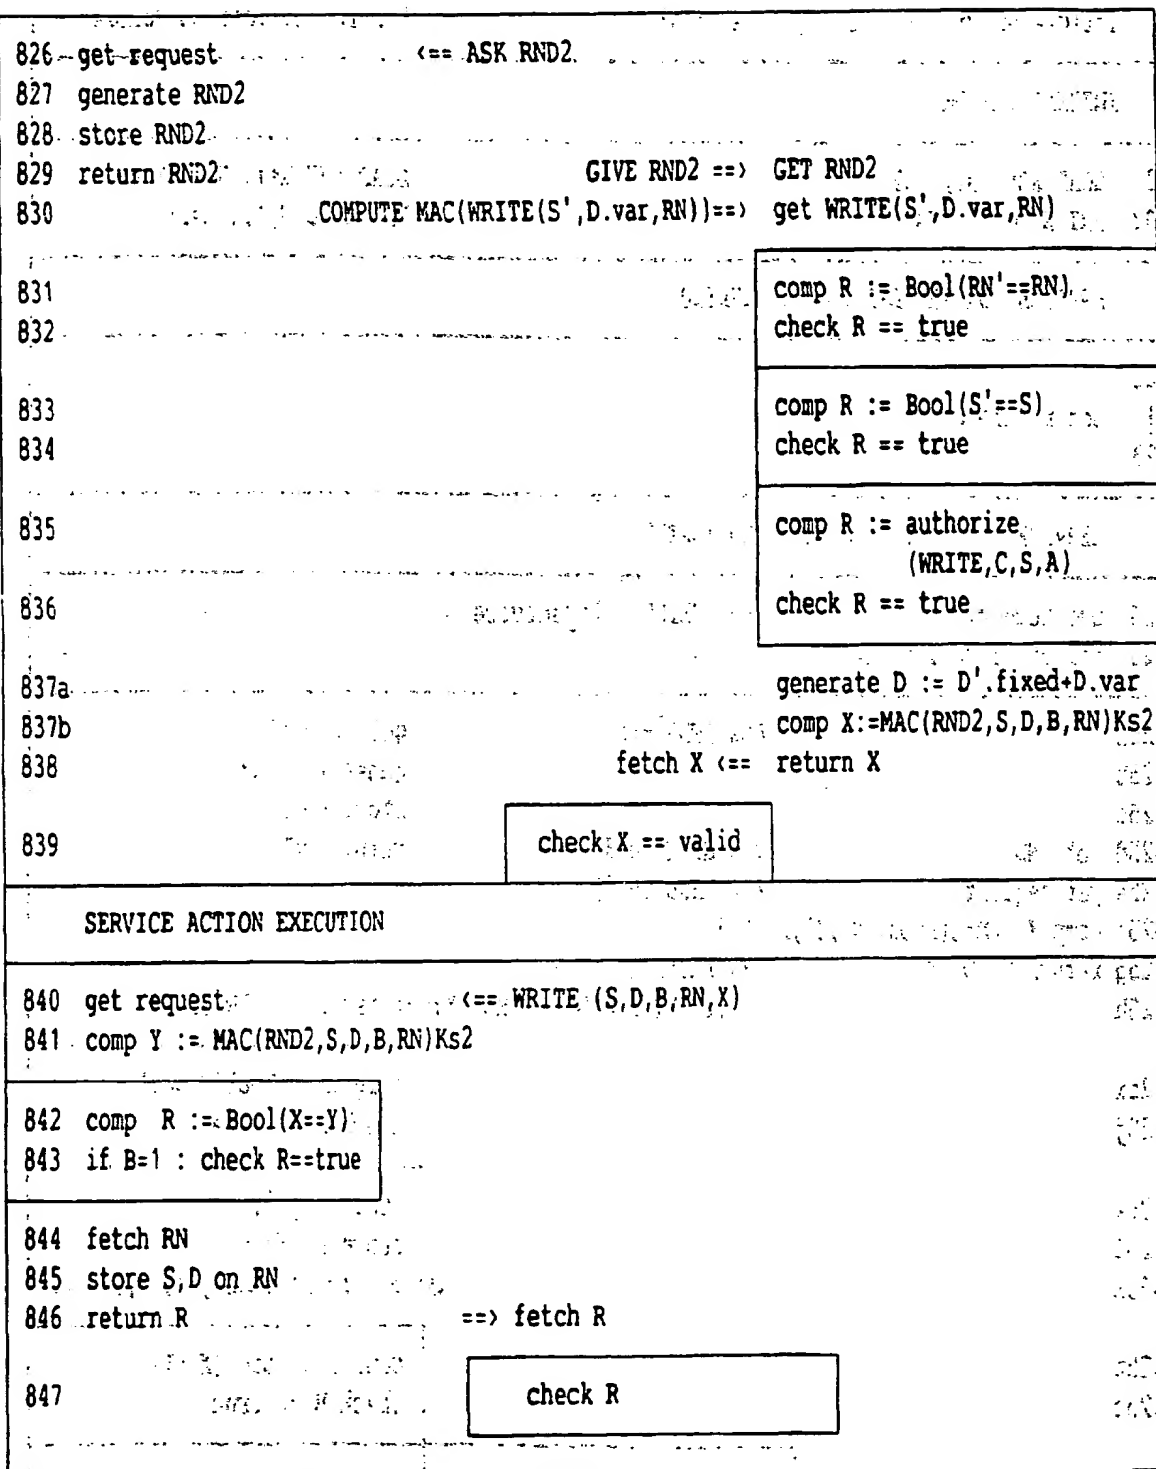 826 get request <== ASK RND2
827 generate RND2
828 store RND2
829 return RND2 GIVE RND2 ==> GET RND2
830 COMPUTE MAC(WRITE(S',D.var,RN))==> get WRITE(S',D.var,RN)
831 comp R := Bool(RN'==RN)
832 check R == true
833 comp R := Bool(S'==S)
834 check R == true
835 comp R := authorize
(WRITE,C,S,A)
836 check R == true
837a generate D := D'.fixed+D.var
837b comp X:=MAC(RND2,S,D,B,RN)Ks2
838 fetch X <== return X
839 check X == valid
SERVICE ACTION EXECUTION
840 get request <== WRITE (S,D,B,RN,X)
841 comp Y := MAC(RND2,S,D,B,RN)Ks2
842 comp R := Bool(X==Y)
843 if B=1 : check R==true
844 fetch RN
845 store S,D on RN
846 return R ==> fetch R
847 check R